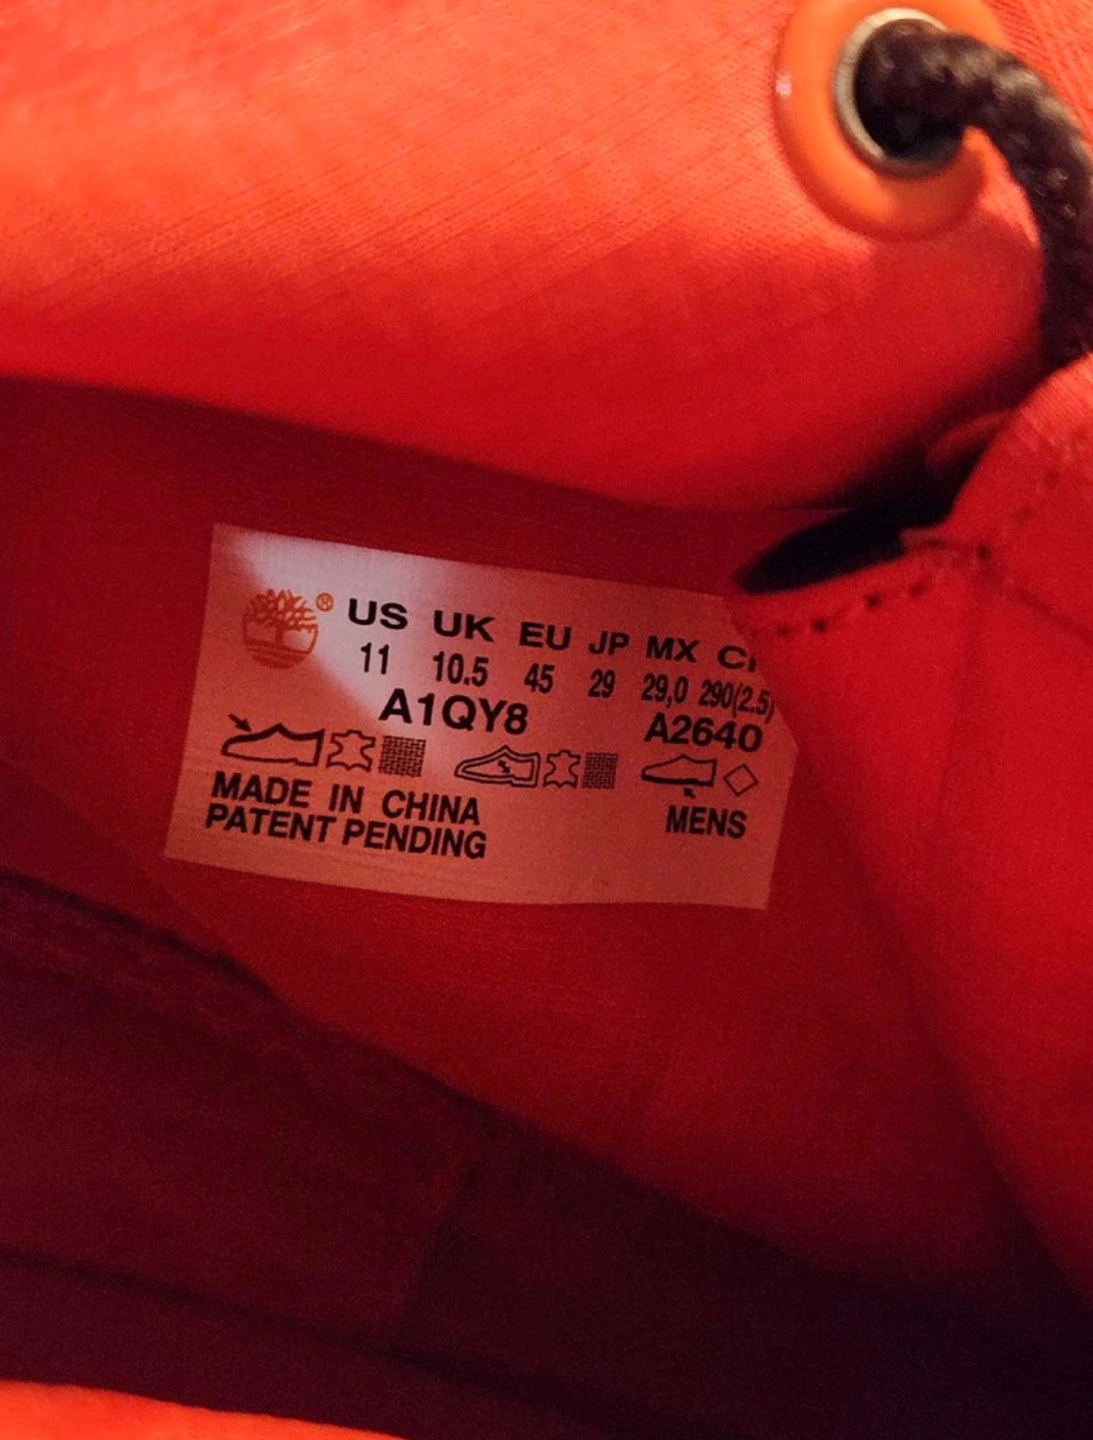 ® US UK EU JP MX
11 10.5 45 29 29,0 290(2.5)
A1QY8 A2640
MADE IN CHINA MENS
PATENT PENDING